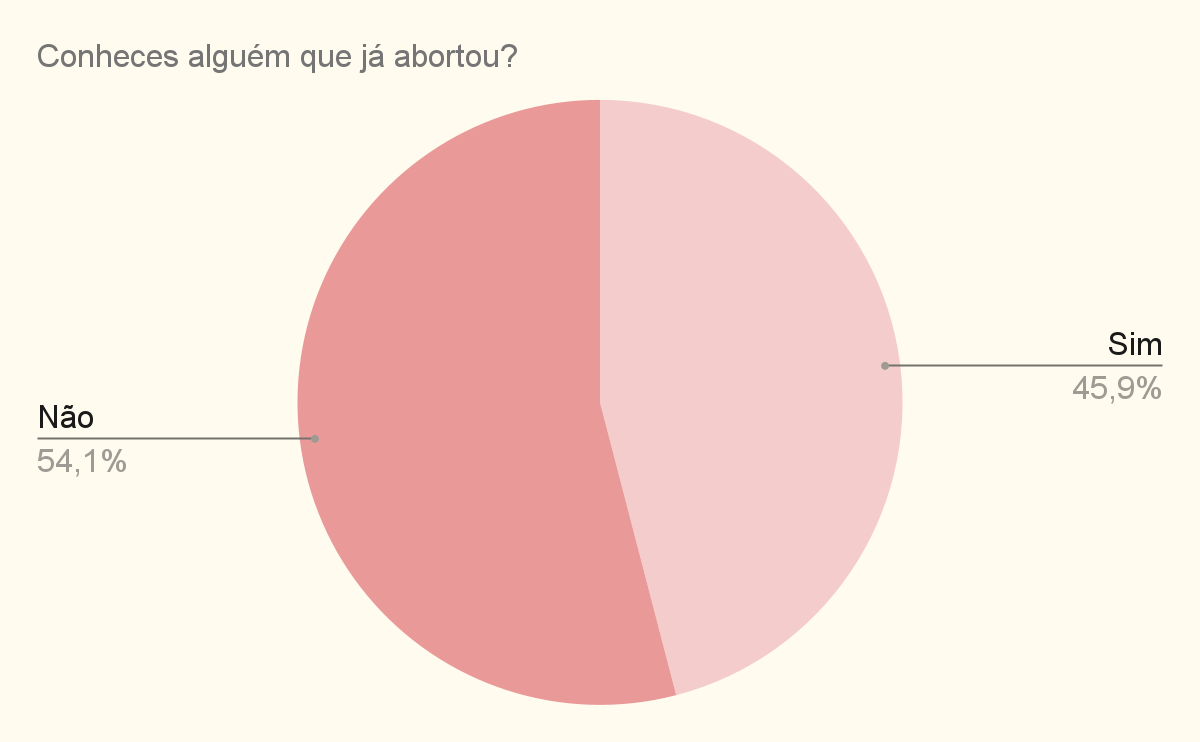 Conheces alguém que já abortou?
Sim
45,9%
Não
54,1%